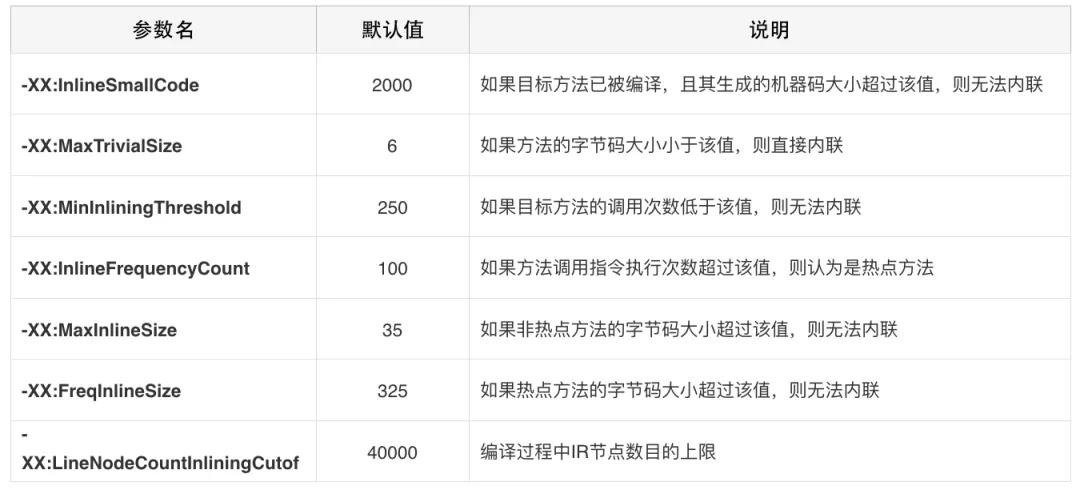 参数名 默认值 说明
-XX:InlineSmallCode 2000 如果目标方法已被编译，且其生成的机器码大小超过该值，则无法内联
-XX:MaxTrivialSize 6 如果方法的字节码大小小于该值，则直接内联
-XX:MinInliningThreshold 250 如果目标方法的调用次数低于该值，则无法内联
-XX:InlineFrequencyCount 100 如果方法调用指令执行次数超过该值，则认为是热点方法
-XX:MaxInlineSize 35 如果非热点方法的字节码大小超过该值，则无法内联
-XX:FreqInlineSize 325 如果热点方法的字节码大小超过该值，则无法内联
-
XX:LineNodeCountInliningCutof 40000 编译过程中IR节点数目的上限